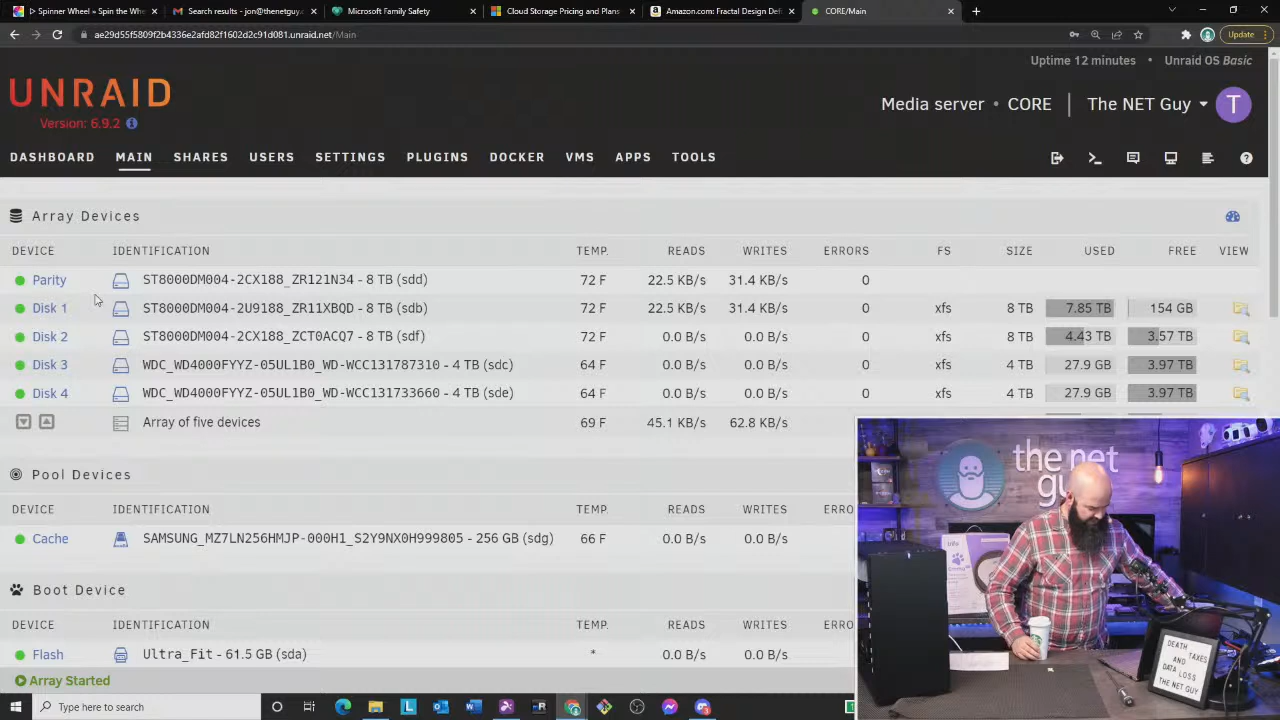 Spinner Wheel » Spin the Whe
Search results - jon@thenetguy.c
Microsoft Family Safety
Cloud Storage Pricing and Plans
Amazon.com: Fractal Design Def
CORE/Main
ae29d55f5809f2b4336e2afd82f1602d2c91d081.unraid.net/Main
Update
Uptime 12 minutes • Unraid OS Basic
UNRAID
Version: 6.9.2
Media server • CORE
The NET Guy
T
DASHBOARD MAIN SHARES USERS SETTINGS PLUGINS DOCKER VMS APPS TOOLS
Array Devices
DEVICE IDENTIFICATION TEMP. READS WRITES ERRORS FS SIZE USED FREE VIEW
Parity ST8000DM004-2CX188_ZR121N34 - 8 TB (sdd) 72 F 22.5 KB/s 31.4 KB/s 0
Disk 1 ST8000DM004-2U9188_ZR11XBQD - 8 TB (sdb) 72 F 22.5 KB/s 31.4 KB/s 0 xfs 8 TB 7.85 TB 154 GB
Disk 2 ST8000DM004-2CX188_ZCT0ACQ7 - 8 TB (sdf) 72 F 0.0 B/s 0.0 B/s 0 xfs 8 TB 4.43 TB 3.57 TB
Disk 3 WDC_WD4000FYYZ-05UL1B0_WD-WCC131787310 - 4 TB (sdc) 64 F 0.0 B/s 0.0 B/s 0 xfs 4 TB 27.9 GB 3.97 TB
Disk 4 WDC_WD4000FYYZ-05UL1B0_WD-WCC131733660 - 4 TB (sde) 64 F 0.0 B/s 0.0 B/s 0 xfs 4 TB 27.9 GB 3.97 TB
Array of five devices 69 F 45.1 KB/s 62.8 KB/s 0
Pool Devices
DEVICE IDENTIFICATION TEMP. READS WRITES ERRO
Cache SAMSUNG_MZ7LN256HMJP-000H1_S2Y9NX0H999805 - 256 GB (sdg) 66 F 0.0 B/s 0.0 B/s
Boot Device
DEVICE IDENTIFICATION TEMP. READS WRITES ERRO
Flash Ultra_Fit - 61.5 GB (sda) * 0.0 B/s 0.0 B/s
Array Started
the net
gu
DEATH TAXES
AND
DATA LOSS
THE NET GUY
Type here to search